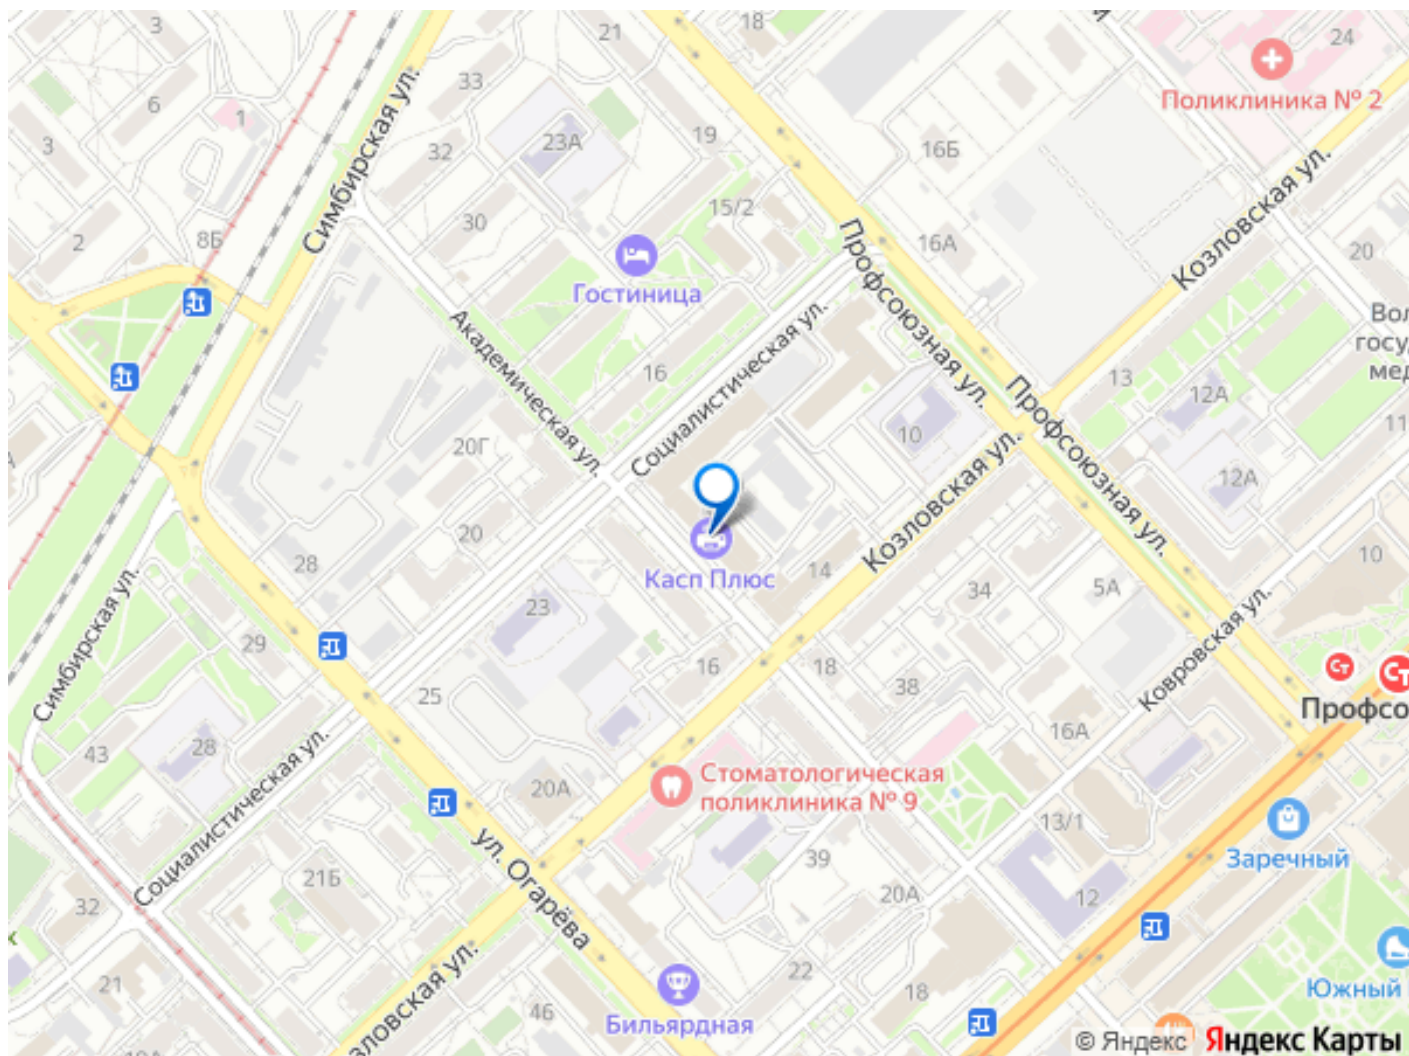 3
21
18
24
6
33
Поликлиника № 2
1
23А
19
Симбирская ул.
3
32
16Б
Козловская ул.
15/2
30
8Б
2
16А
20
Гостиница
Профсоюзная ул.
Академическая ул.
16
Социалистическая ул.
13
12А
10
20Г
11
Профсоюзная ул.
Козловская ул.
12А
20
28
Касп Плюс
14
34
5А
10
23
Симбирская ул.
29
16
18
38
Ковровская ул.
25
16А
43
28
Социалистическая ул.
20А
Стоматологическая
поликлиника № 9
13/1
Заречный
39
21Б
ул. Огарёва
32
20А
12
21
22
18
46
Бильярдная
Южный
© Яндекс Яндекс Карты